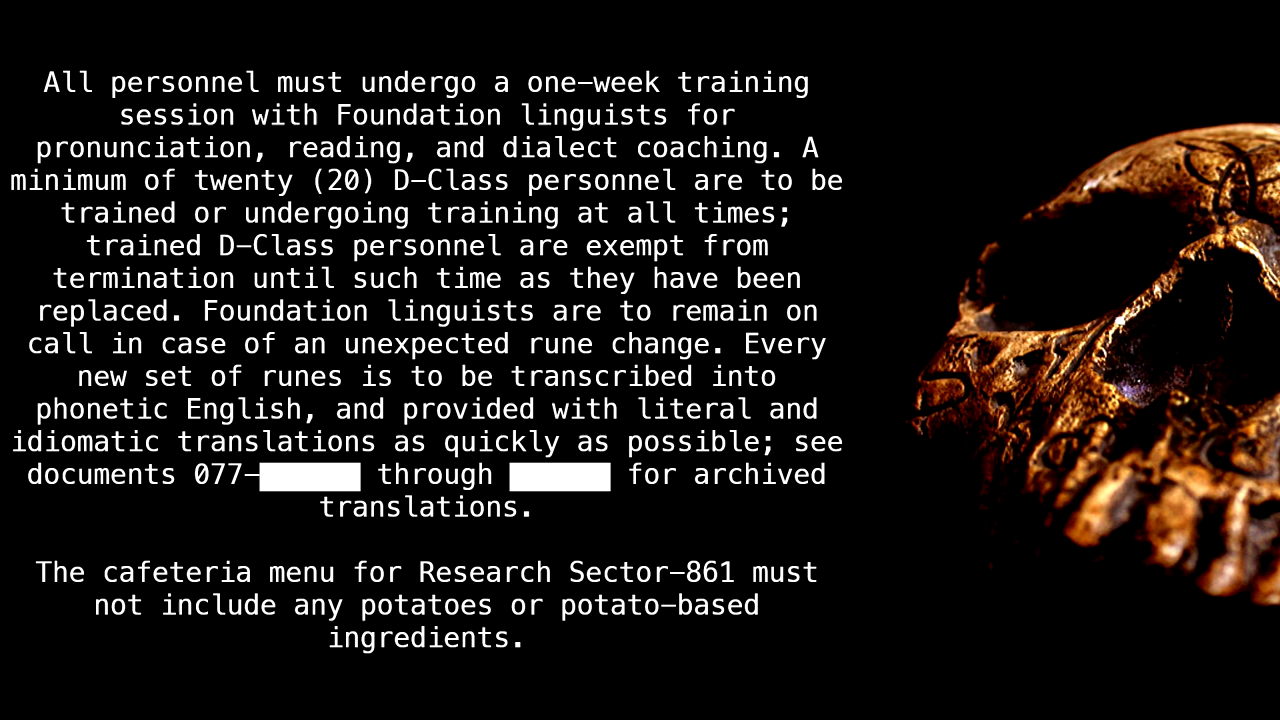 All personnel must undergo a one–week training
session with Foundation linguists for
pronunciation, reading, and dialect coaching. A
minimum of twenty (20) D–Class personnel are to be
trained or undergoing training at all times;
trained D–Class personnel are exempt from
termination until such time as they have been
replaced. Foundation linguists are to remain on
call in case of an unexpected rune change. Every
new set of runes is to be transcribed into
phonetic English, and provided with literal and
idiomatic translations as quickly as possible; see
documents 077–██████ through ██████ for archived
translations.
The cafeteria menu for Research Sector–861 must
not include any potatoes or potato–based
ingredients.